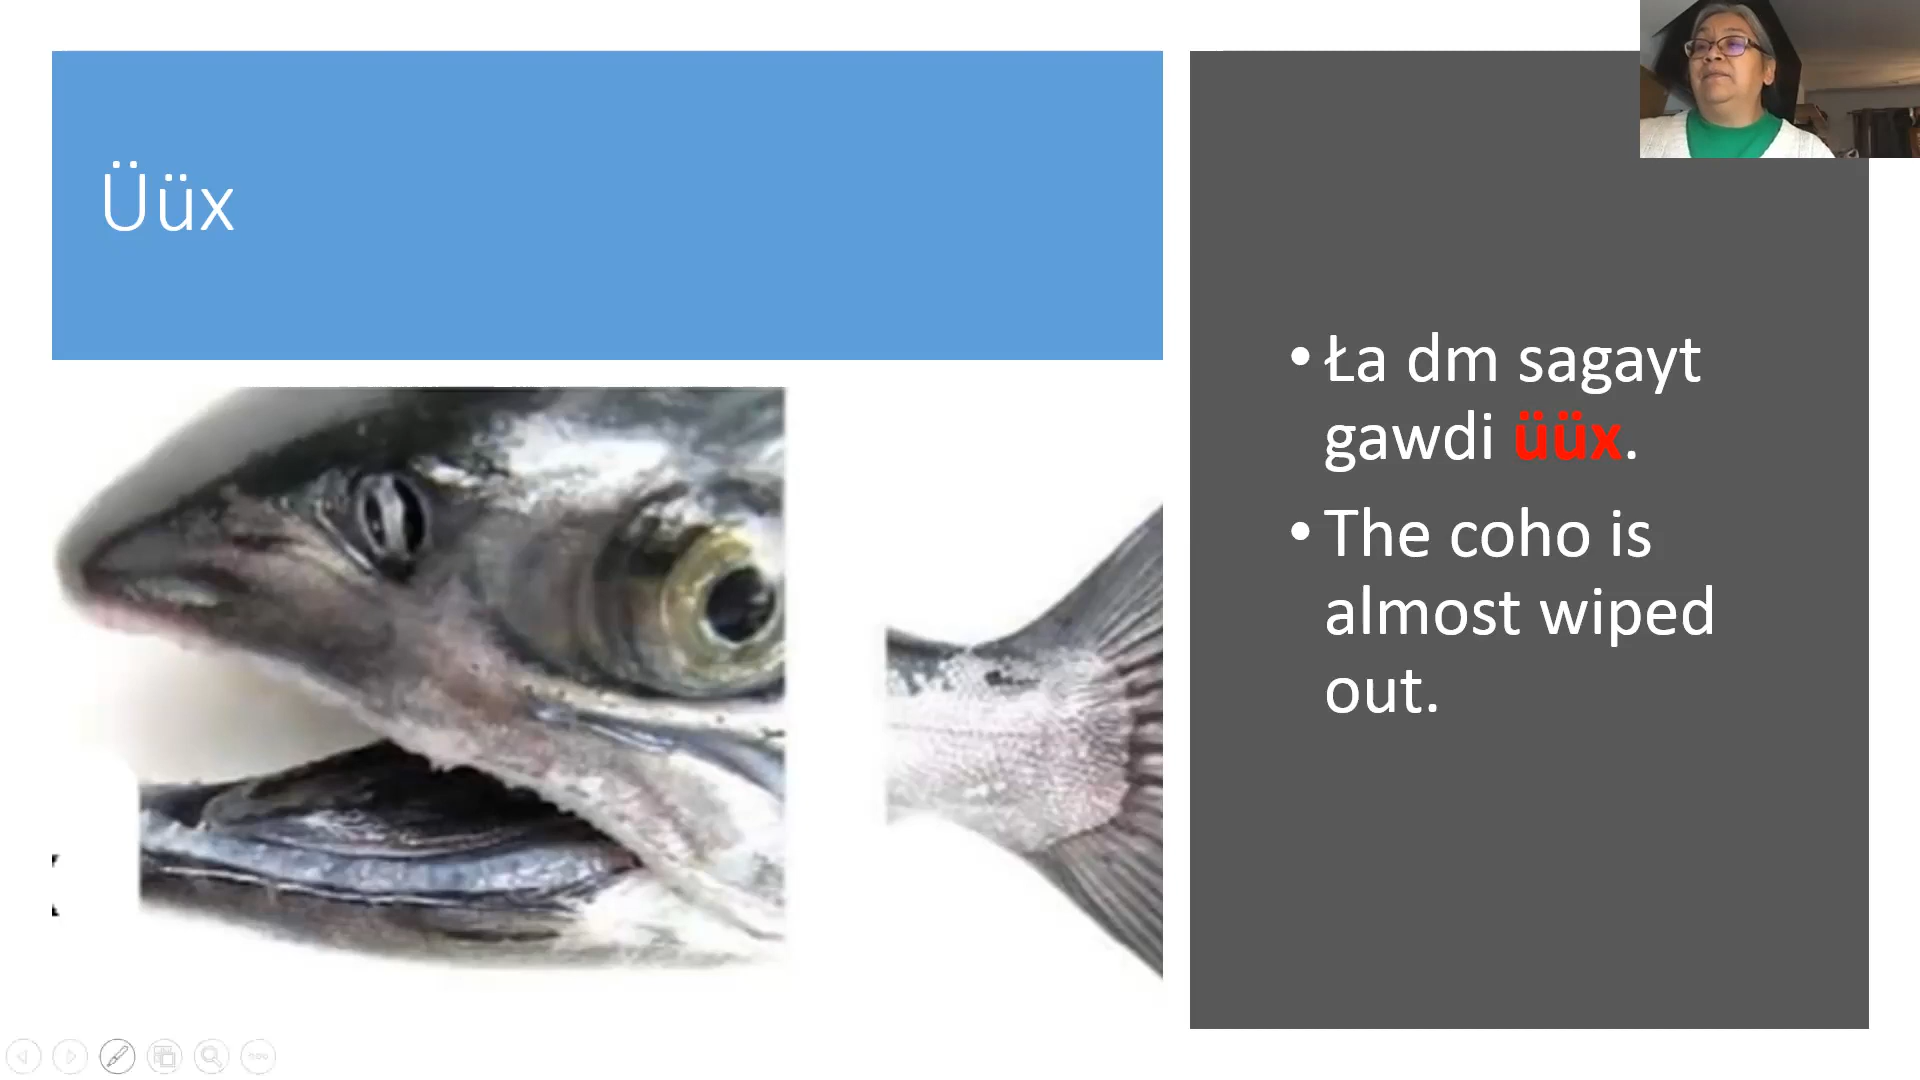 Üüx
• Ła dm sagayt
gawdi üüx.
• The coho is
almost wiped
out.